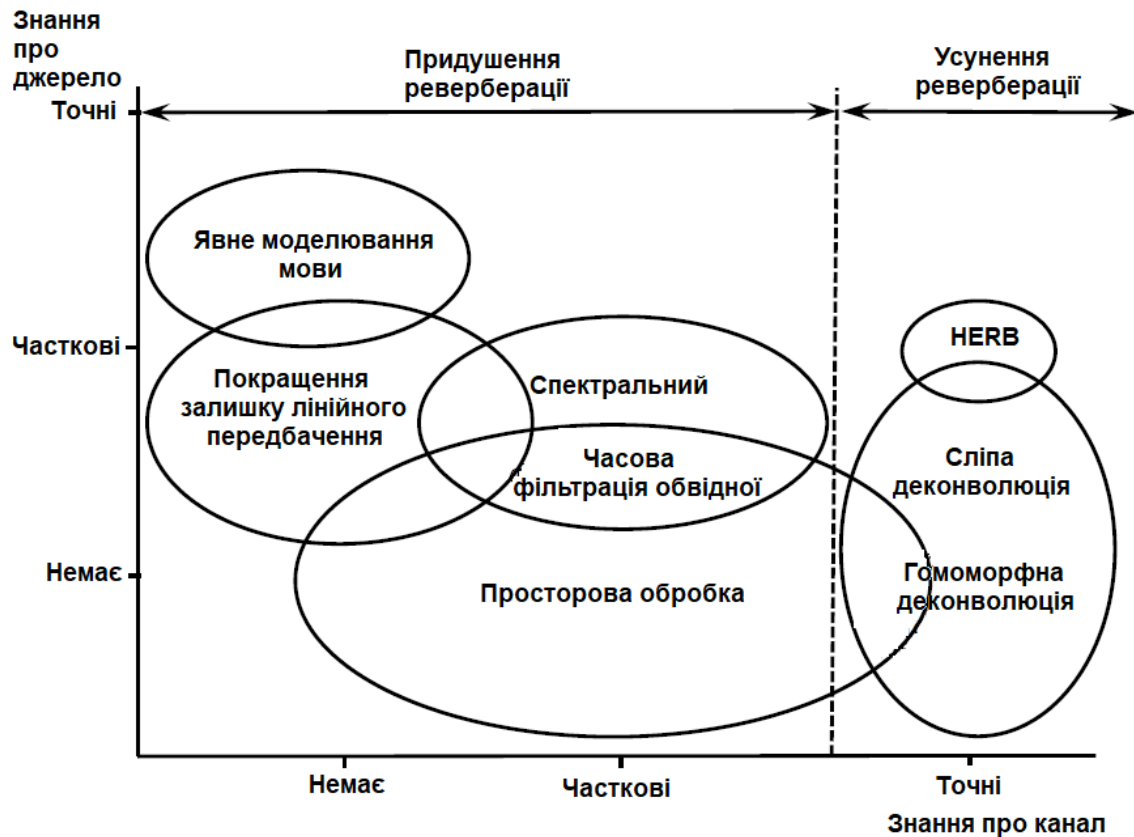 Знання
про
джерело
Точні
Придушення
реверберації
Усунення
реверберації
Явне моделювання
мови
Часткові
HERB
Покращення
залишку лінійного
передбачення
Спектральний
Часова
фільтрація обвідної
Сліпа
деконволюція
Немає
Просторова обробка
Гомоморфна
деконволюція
Немає
Часткові
Точні
Знання про канал